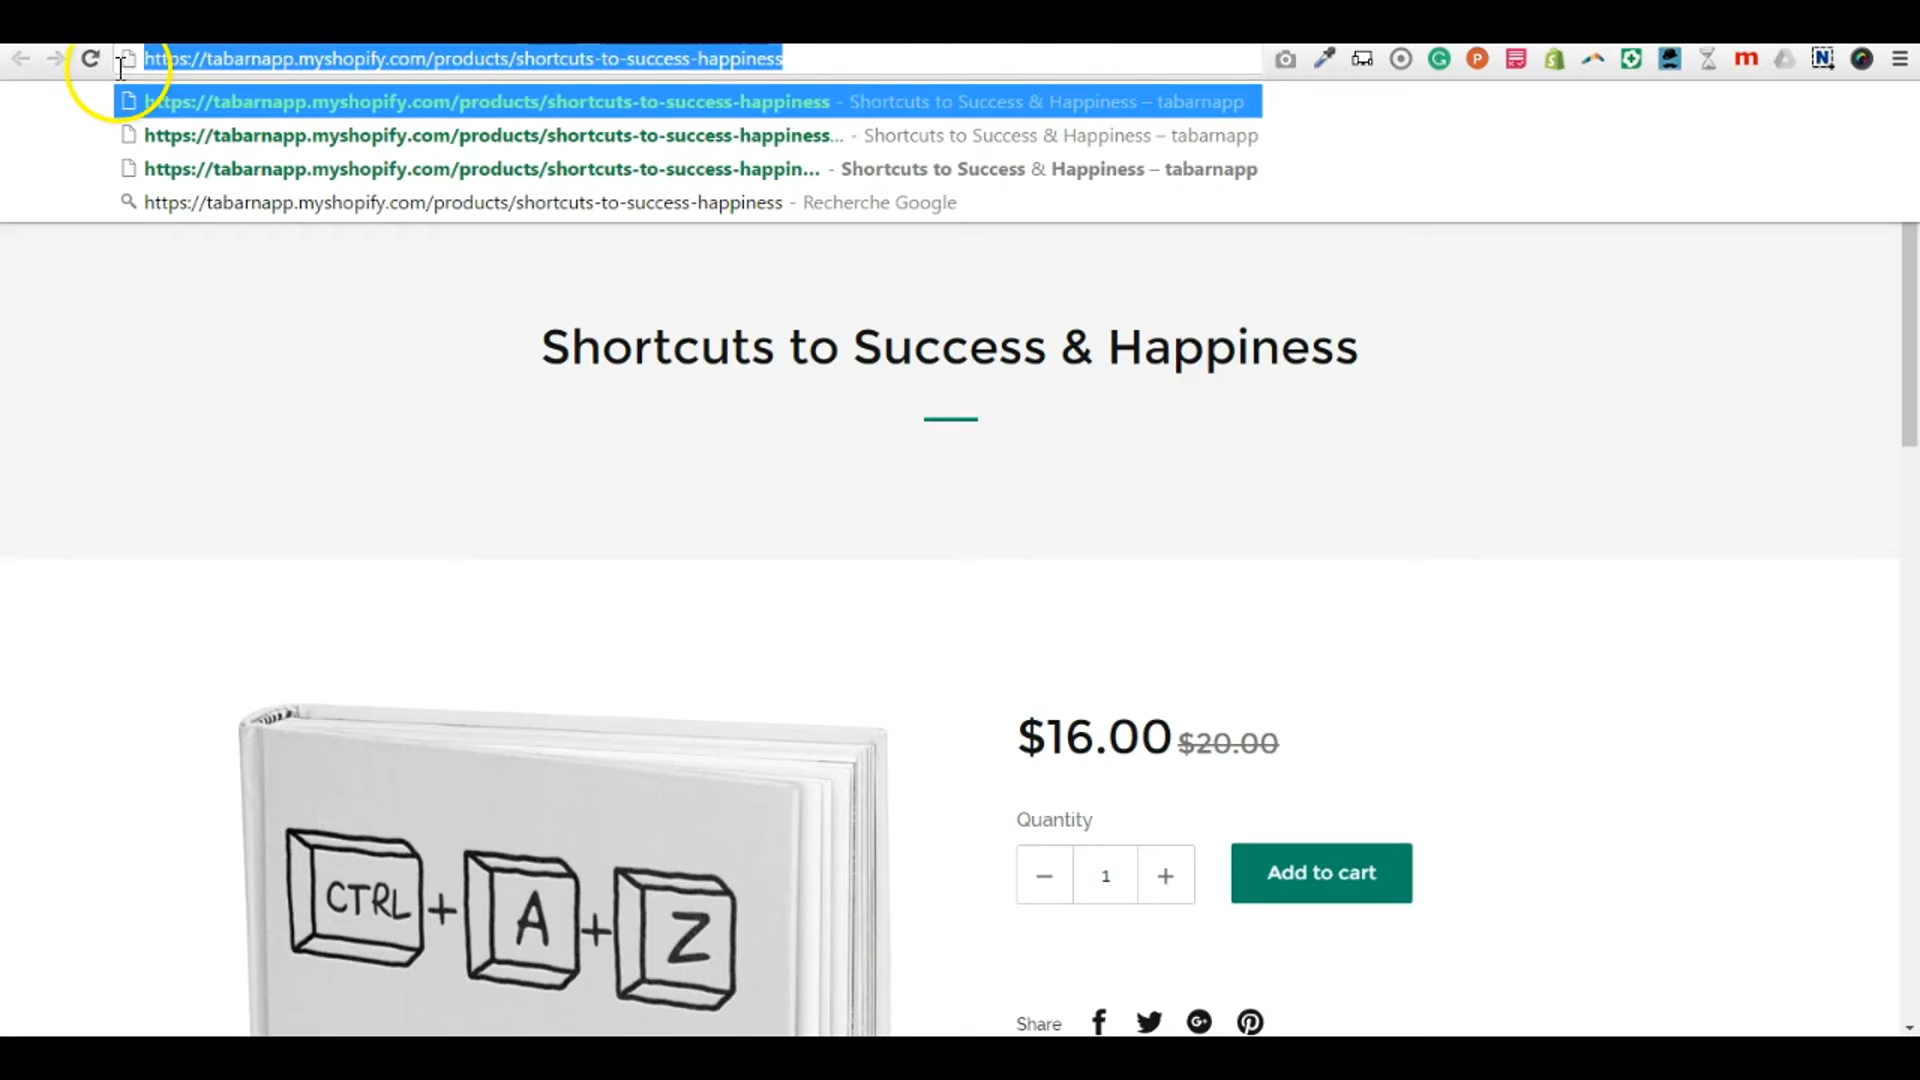 https://tabarnapp.myshopify.com/products/shortcuts-to-success-happiness
https://tabarnapp.myshopify.com/products/shortcuts-to-success-happiness - Shortcuts to Success & Happiness – tabarnapp
https://tabarnapp.myshopify.com/products/shortcuts-to-success-happiness... - Shortcuts to Success & Happiness – tabarnapp
https://tabarnapp.myshopify.com/products/shortcuts-to-success-happin... - Shortcuts to Success & Happiness – tabarnapp
https://tabarnapp.myshopify.com/products/shortcuts-to-success-happiness - Recherche Google
Shortcuts to Success & Happiness
$16.00 $20.00
Quantity
− 1 +
Add to cart
CTRL + A + Z
Share